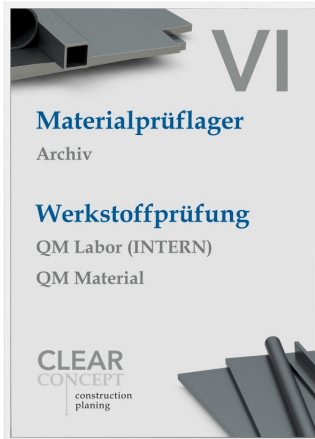 VI
Materialprüflager
Archiv
Werkstoffprüfung
QM Labor (INTERN)
QM Material
CLEAR
CONCEPT
construction
planing